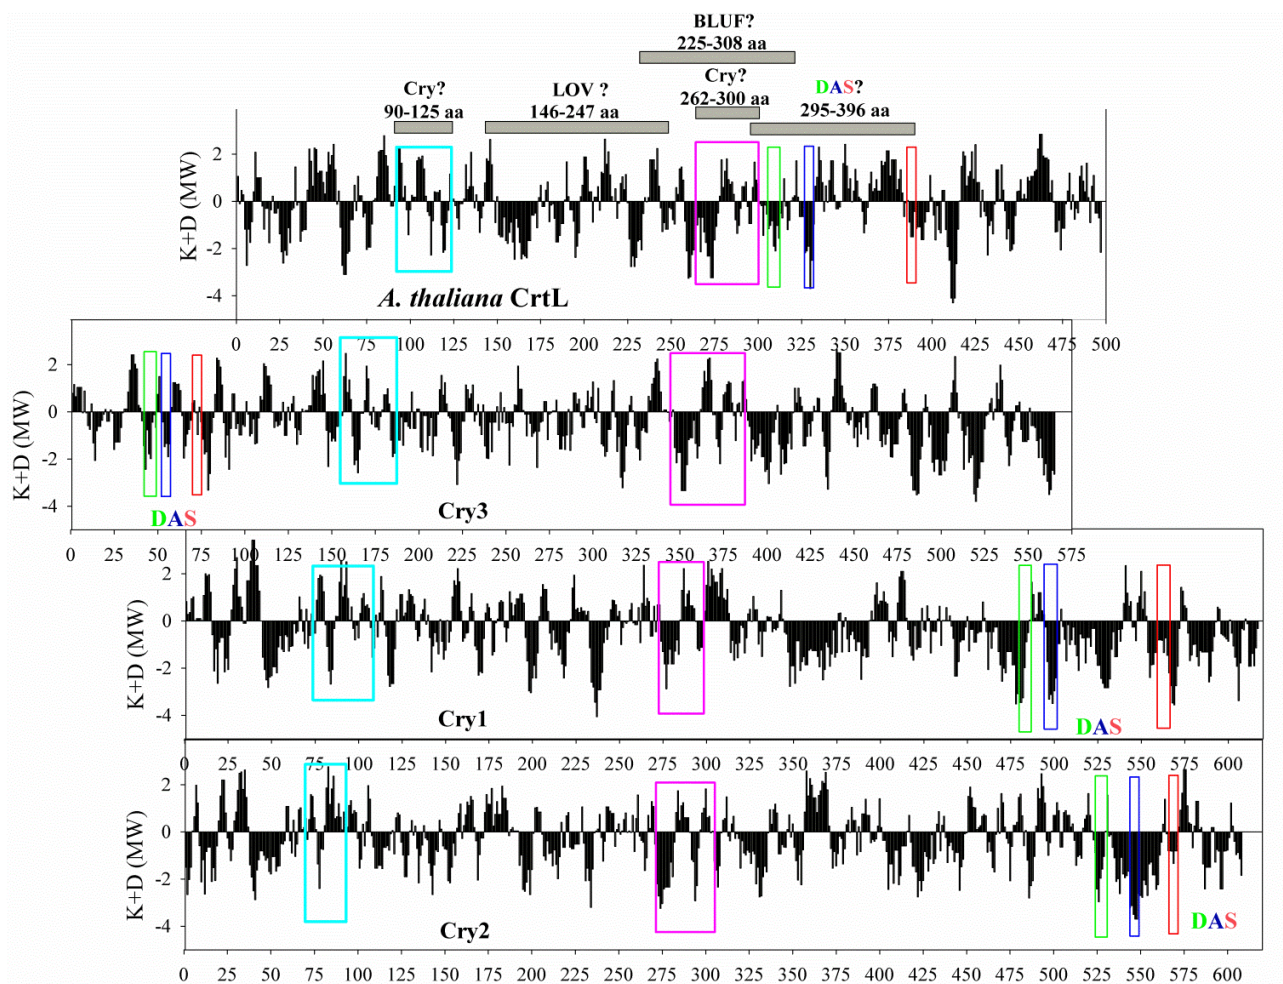 BLUF?
225-308 aa
Cry?
90-125 aa
LOV ?
146-247 aa
Cry?
262-300 aa
DAS?
295-396 aa
K+D (MW)
2
0
-2
-4
A. thaliana CrtL
0 25 50 75 100 125 150 175 200 225 250 275 300 325 350 375 400 425 450 475 500
K+D (MW)
2
0
-2
-4
DAS
Cry3
0 25 50 75 100 125 150 175 200 225 250 275 300 325 350 375 400 425 450 475 500 525 550 575
K+D (MW)
2
0
-2
-4
Cry1
DAS
0 25 50 75 100 125 150 175 200 225 250 275 300 325 350 375 400 425 450 475 500 525 550 575 600
K+D (MW)
2
0
-2
-4
Cry2
DAS
0 25 50 75 100 125 150 175 200 225 250 275 300 325 350 375 400 425 450 475 500 525 550 575 600